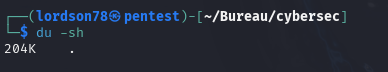 ┌──(lordson78㉿pentest)-[~/Bureau/cybersec]
└─$ du -sh
204K    .